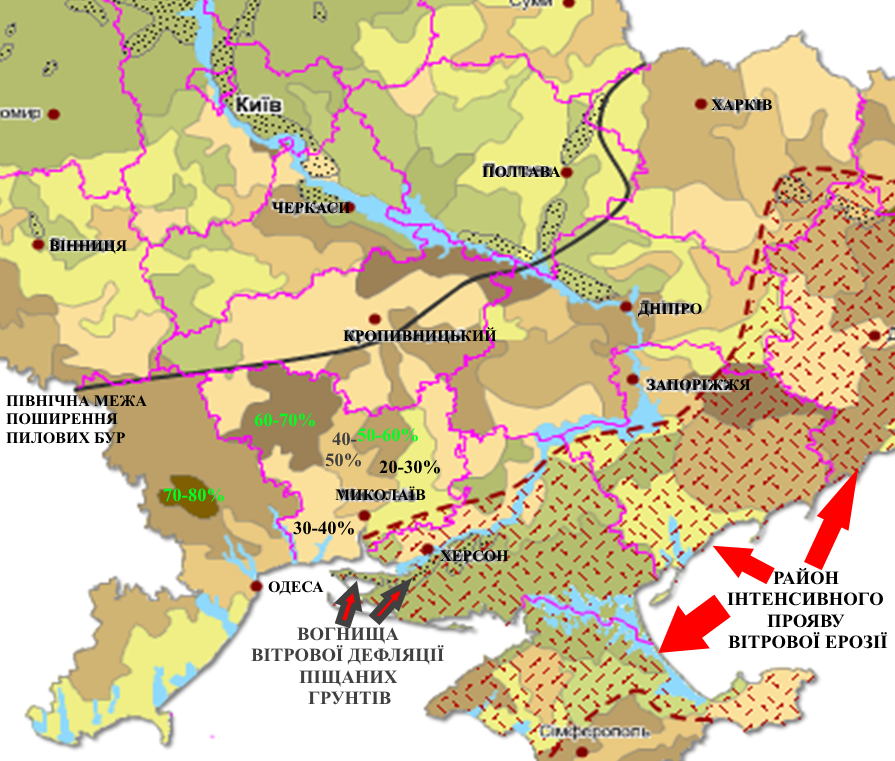 Суми
омир
Київ
ХАРКІВ
ПОЛТАВА
ЧЕРКАСИ
ВІННИЦЯ
ДНІПРО
КРОПИВНИЦЬКИЙ
ЗАПОРІЖЖЯ
ПІВНІЧНА МЕЖА
ПОШИРЕННЯ
ПИЛОВИХ БУР
60-70%
50-60%
40-
50%
20-30%
70-80%
МИКОЛАЇВ
30-40%
ХЕРСОН
ОДЕСА
РАЙОН
ІНТЕНСИВНОГО
ПРОЯВУ
ВІТРОВОЇ ЕРОЗІЇ
ВОГНИЩА
ВІТРОВОЇ ДЕФЛЯЦІЇ
ПІЩАНИХ
ГРУНТІВ
Сімферополь